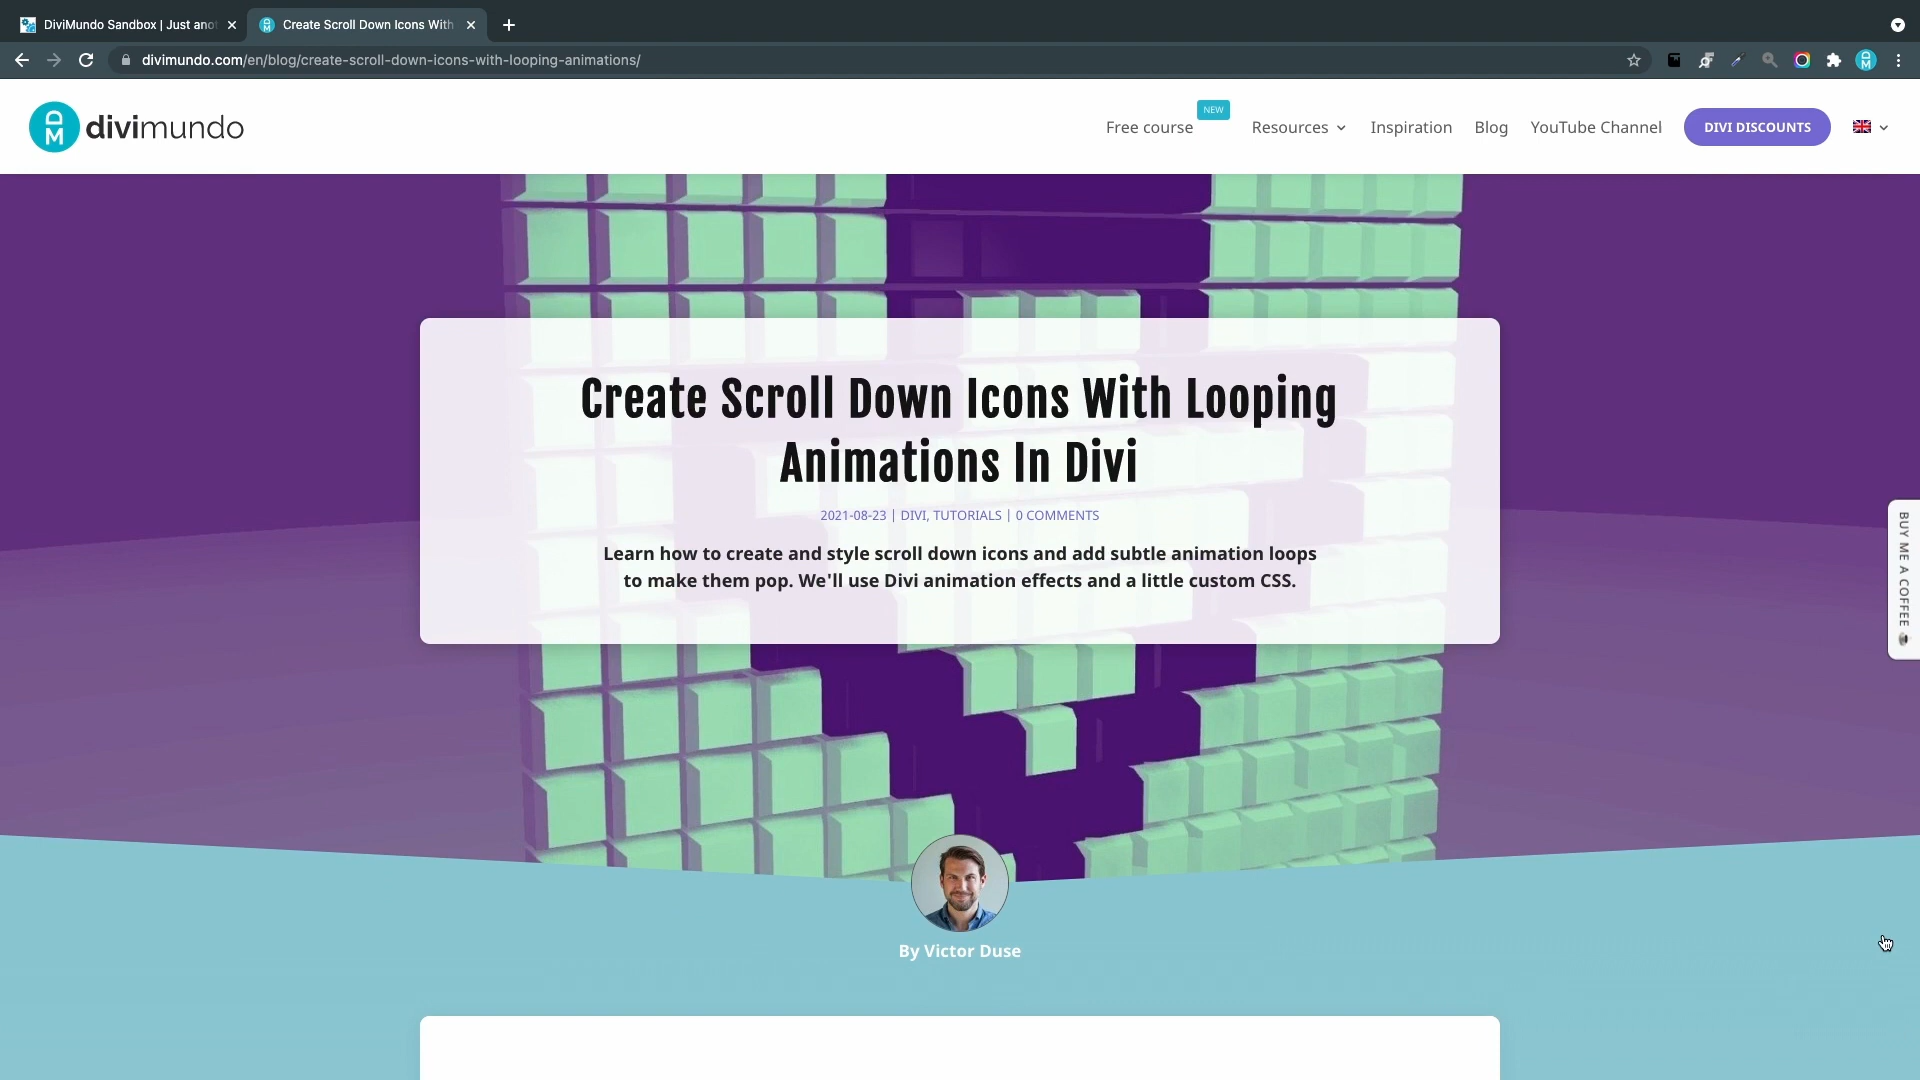 DiviMundo Sandbox | Just ano
Create Scroll Down Icons With
divimundo.com/en/blog/create-scroll-down-icons-with-looping-animations/
DM
divimundo
Free course
NEW
Resources
Inspiration
Blog
YouTube Channel
DIVI DISCOUNTS
Create Scroll Down Icons With Looping
Animations In Divi
2021-08-23 | DIVI, TUTORIALS | 0 COMMENTS
Learn how to create and style scroll down icons and add subtle animation loops
to make them pop. We'll use Divi animation effects and a little custom CSS.
BUY ME A COFFEE
By Victor Duse